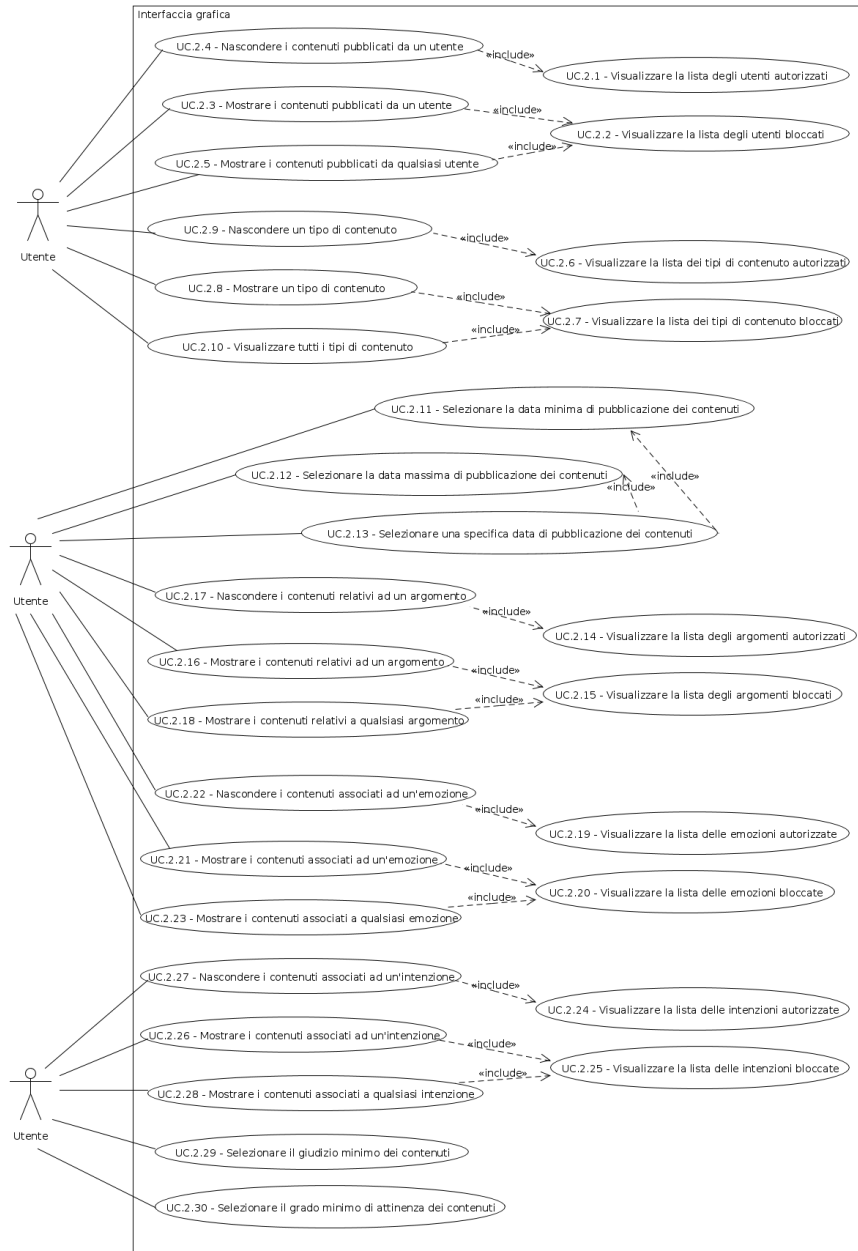 Interfaccia grafica
UC.2.4 - Nascondere i contenuti pubblicati da un utente
«include»
UC.2.1 - Visualizzare la lista degli utenti autorizzati
UC.2.3 - Mostrare i contenuti pubblicati da un utente
«include»
UC.2.2 - Visualizzare la lista degli utenti bloccati
«include»
UC.2.5 - Mostrare i contenuti pubblicati da qualsiasi utente
UC.2.9 - Nascondere un tipo di contenuto
«include»
Utente
UC.2.6 - Visualizzare la lista dei tipi di contenuto autorizzati
UC.2.8 - Mostrare un tipo di contenuto
«include»
UC.2.7 - Visualizzare la lista dei tipi di contenuto bloccati
«include»
UC.2.10 - Visualizzare tutti i tipi di contenuto
UC.2.11 - Selezionare la data minima di pubblicazione dei contenuti
UC.2.12 - Selezionare la data massima di pubblicazione dei contenuti
«include»
«include»
UC.2.13 - Selezionare una specifica data di pubblicazione dei contenuti
Utente
UC.2.17 - Nascondere i contenuti relativi ad un argomento
«include»
UC.2.14 - Visualizzare la lista degli argomenti autorizzati
UC.2.16 - Mostrare i contenuti relativi ad un argomento
«include»
UC.2.15 - Visualizzare la lista degli argomenti bloccati
«include»
UC.2.18 - Mostrare i contenuti relativi a qualsiasi argomento
UC.2.22 - Nascondere i contenuti associati ad un'emozione
«include»
UC.2.19 - Visualizzare la lista delle emozioni autorizzate
UC.2.21 - Mostrare i contenuti associati ad un'emozione
«include»
UC.2.20 - Visualizzare la lista delle emozioni bloccate
«include»
UC.2.23 - Mostrare i contenuti associati a qualsiasi emozione
UC.2.27 - Nascondere i contenuti associati ad un'intenzione
«include»
UC.2.24 - Visualizzare la lista delle intenzioni autorizzate
UC.2.26 - Mostrare i contenuti associati ad un'intenzione
«include»
UC.2.25 - Visualizzare la lista delle intenzioni bloccate
«include»
UC.2.28 - Mostrare i contenuti associati a qualsiasi intenzione
Utente
UC.2.29 - Selezionare il giudizio minimo dei contenuti
UC.2.30 - Selezionare il grado minimo di attinenza dei contenuti